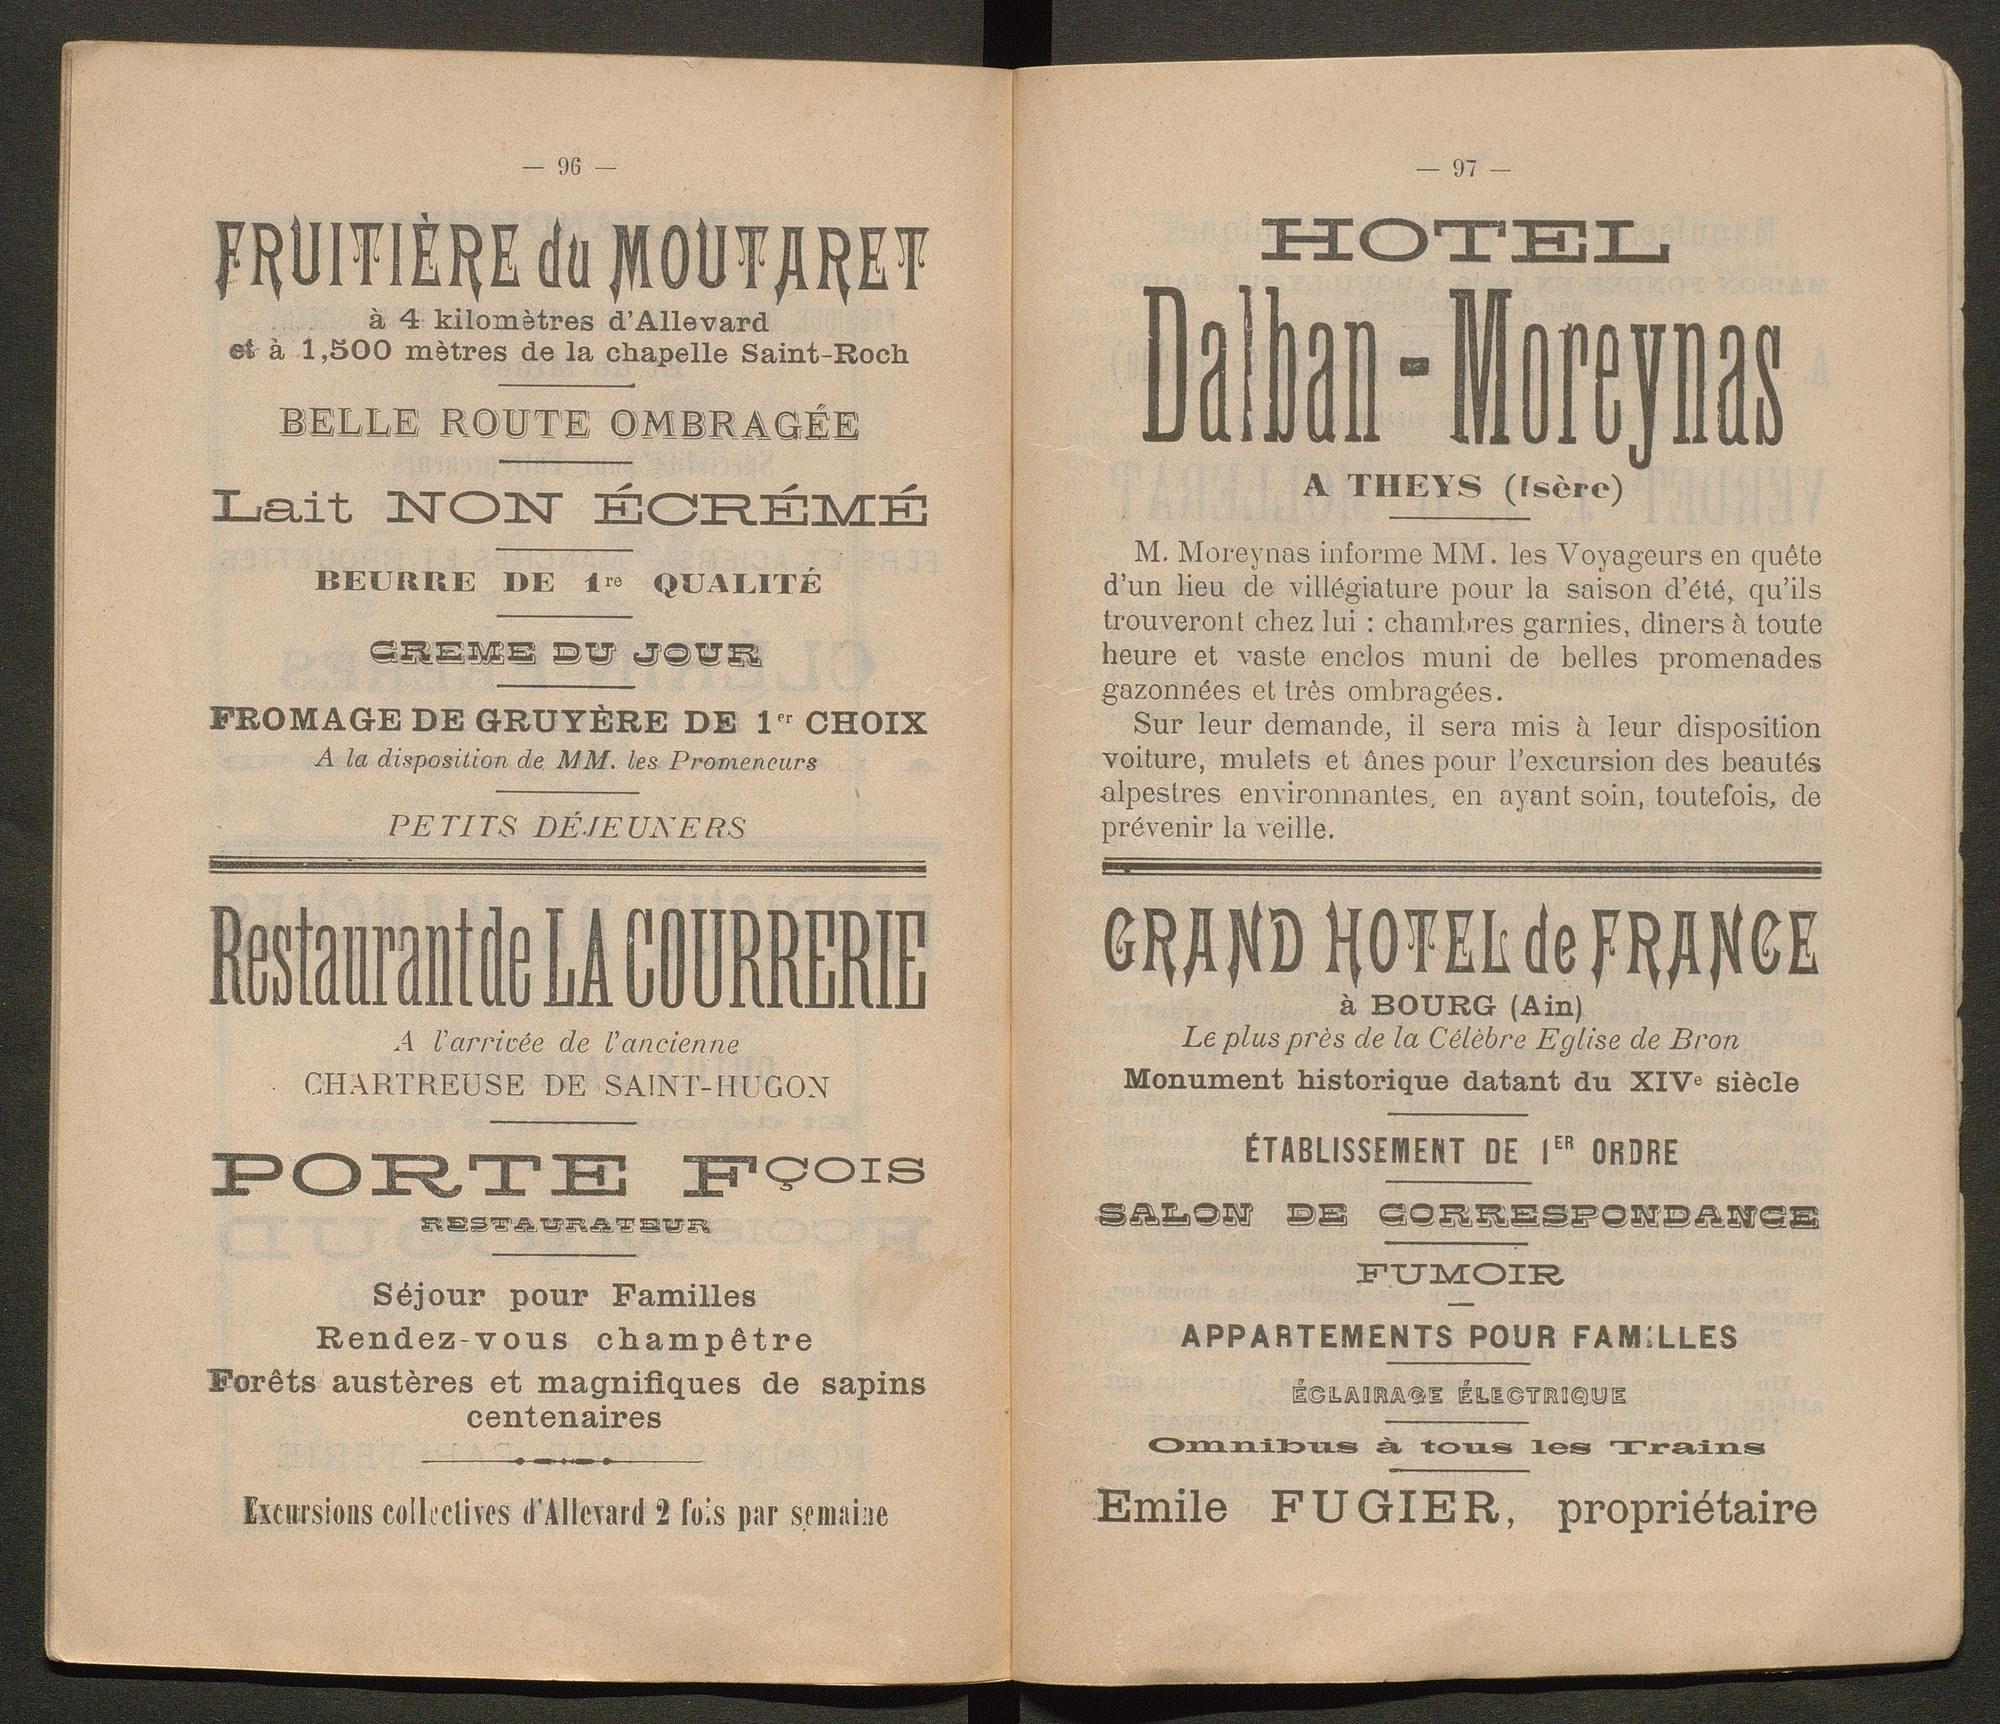 — 96 —
FRUITIÈRE du MOUTARET
à 4 kilomètres d'Allevard
et à 1,500 mètres de la chapelle Saint-Roch
BELLE ROUTE OMBRAGÉE
Lait NON ÉCRÉMÉ
BEURRE DE 1re QUALITÉ
CREME DU JOUR
FROMAGE DE GRUYÈRE DE 1er CHOIX
A la disposition de MM. les Promeneurs
PETITS DÉJEUNERS
Restaurant de LA COURRERIE
A l'arrivée de l'ancienne
CHARTREUSE DE SAINT-HUGON
PORTE FÇOIS
RESTAURATEUR
Séjour pour Familles
Rendez-vous champêtre
Forêts austères et magnifiques de sapins
centenaires
Excursions collectives d'Allevard 2 fois par semaine
— 97 —
HOTEL
Dalban-Moreynas
A THEYS (Isère)
M. Moreynas informe MM. les Voyageurs en quête
d'un lieu de villégiature pour la saison d'été, qu'ils
trouveront chez lui : chambres garnies, dîners à toute
heure et vaste enclos muni de belles promenades
gazonnées et très ombragées.
Sur leur demande, il sera mis à leur disposition
voiture, mulets et ânes pour l'excursion des beautés
alpestres environnantes, en ayant soin, toutefois, de
prévenir la veille.
GRAND HOTEL de FRANCE
à BOURG (Ain)
Le plus près de la Célèbre Eglise de Bron
Monument historique datant du XIVe siècle
ÉTABLISSEMENT DE 1ER ORDRE
SALON DE CORRESPONDANCE
FUMOIR
APPARTEMENTS POUR FAMILLES
ÉCLAIRAGE ÉLECTRIQUE
Omnibus à tous les Trains
Emile FUGIER, propriétaire